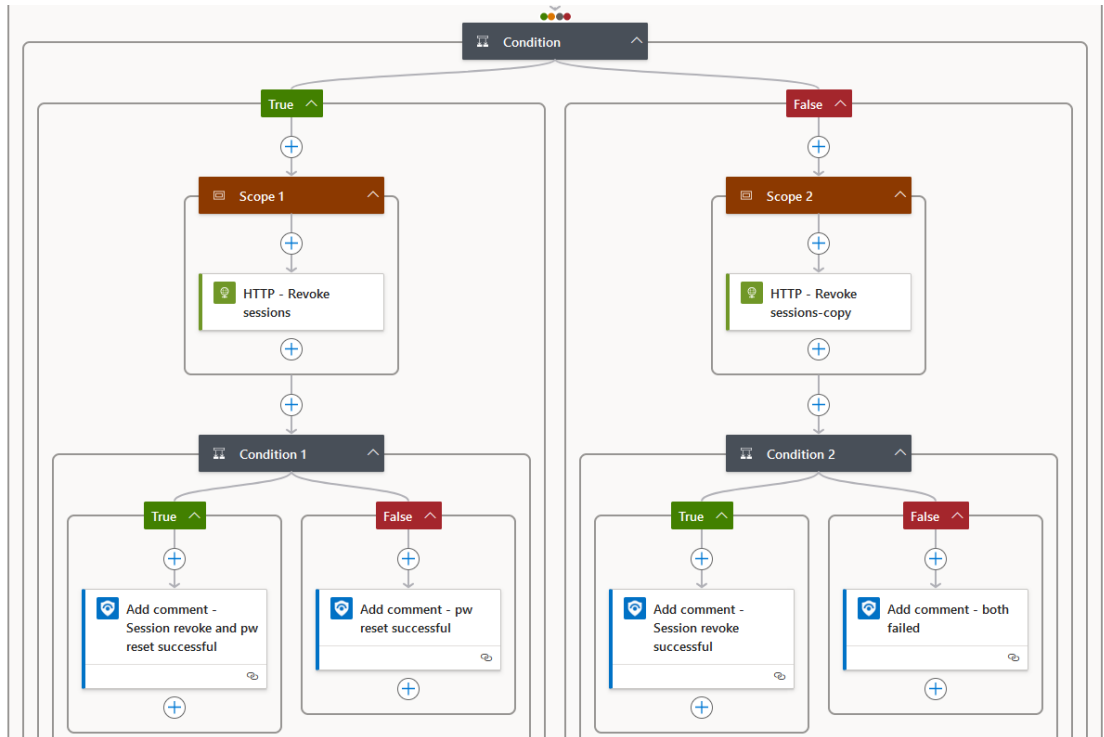 Condition
True
False
Scope 1
Scope 2
HTTP - Revoke
sessions
HTTP - Revoke
sessions-copy
Condition 1
Condition 2
True
False
True
False
Add comment -
Session revoke and pw
reset successful
Add comment - pw
reset successful
Add comment -
Session revoke
successful
Add comment - both
failed